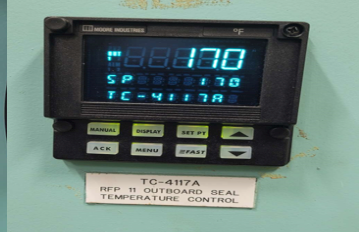 MOORE INDUSTRIES °F
170
SP 170
TC-4117A
MANUAL DISPLAY SET PT
ACK MENU FAST
TC-4117A
RFP 11 OUTBOARD SEAL
TEMPERATURE CONTROL